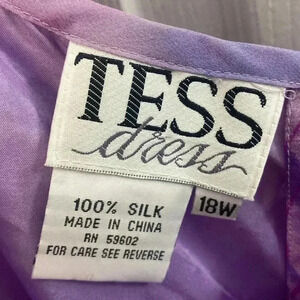 TESS
dress
18W
100% SILK
MADE IN CHINA
RN 59602
FOR CARE SEE REVERSE